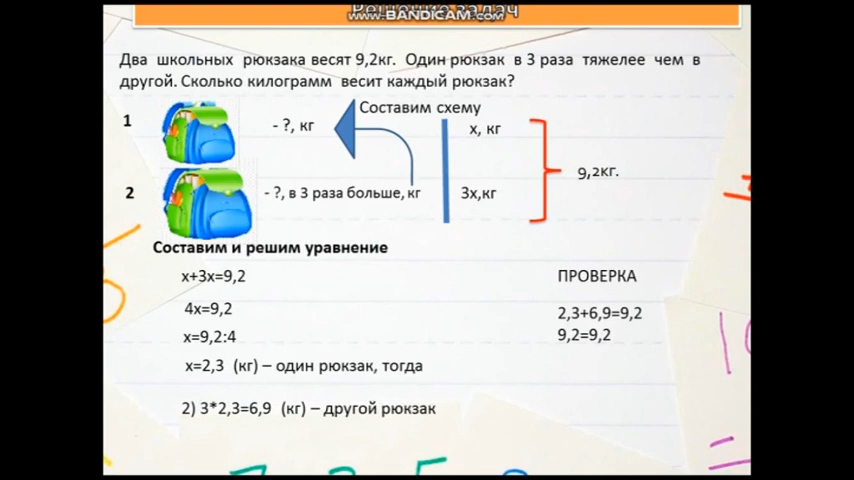 Решение задач
www.BANDICAM.com
Два школьных рюкзака весят 9,2кг. Один рюкзак в 3 раза тяжелее чем в
другой. Сколько килограмм весит каждый рюкзак?
Составим схему
1 - ?, кг х, кг
9,2кг.
2 - ?, в 3 раза больше, кг 3х,кг
Составим и решим уравнение
х+3х=9,2 ПРОВЕРКА
4х=9,2 2,3+6,9=9,2
х=9,2:4 9,2=9,2
х=2,3 (кг) – один рюкзак, тогда
2) 3*2,3=6,9 (кг) – другой рюкзак